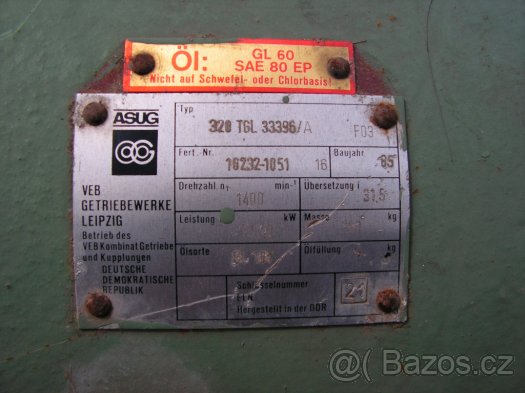 Öl: GL 60
SAE 80 EP
Nicht auf Schwefel- oder Chlorbasis!
ASUG
VEB
GETRIEBEWERKE
LEIPZIG
Betrieb des
VEB Kombinat Getriebe
und Kupplungen
DEUTSCHE
DEMOKRATISCHE
REPUBLIK
Typ
320 TGL 33396/A F03
Fert. Nr. Baujahr
16232-1051 16 85
Drehzahl n₁ min⁻¹ Übersetzung i
1400 31,5
Leistung kW Masse kg
Ölsorte Ölfüllung kg
Schlüsselnummer
ELN
Hergestellt in der DDR
21
Bazos.cz